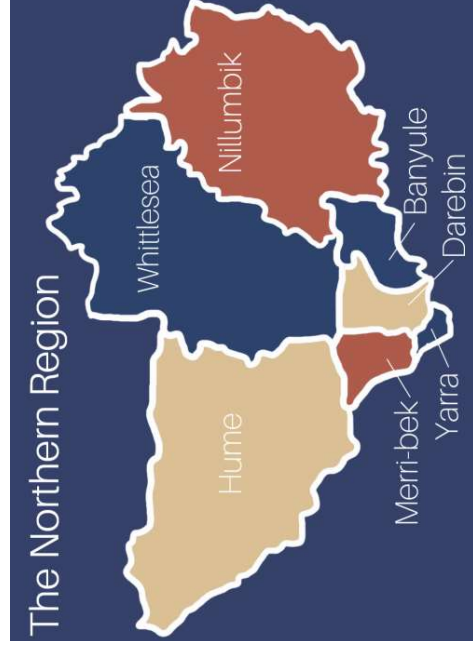 The Northern Region
Whittlesea
Nillumbik
Hume
Banyule
Darebin
Merri-bek
Yarra